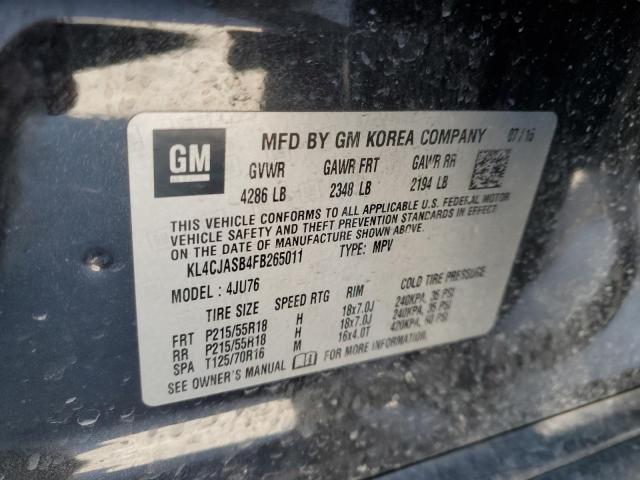 GM
MFD BY GM KOREA COMPANY 07/15
GVWR GAWR FRT GAWR RR
4286 LB 2348 LB 2194 LB
THIS VEHICLE CONFORMS TO ALL APPLICABLE U.S. FEDERAL MOTOR
VEHICLE SAFETY AND THEFT PREVENTION STANDARDS IN EFFECT
ON THE DATE OF MANUFACTURE SHOWN ABOVE.
KL4CJASB4FB265011 TYPE: MPV
MODEL: 4JU76
TIRE SIZE SPEED RTG RIM COLD TIRE PRESSURE
FRT P215/55R18 H 18x7.0J 240KPA, 35 PSI
RR P215/55R18 H 18x7.0J 240KPA, 35 PSI
SPA T125/70R16 M 16x4.0T 420KPA, 60 PSI
SEE OWNER'S MANUAL FOR MORE INFORMATION.